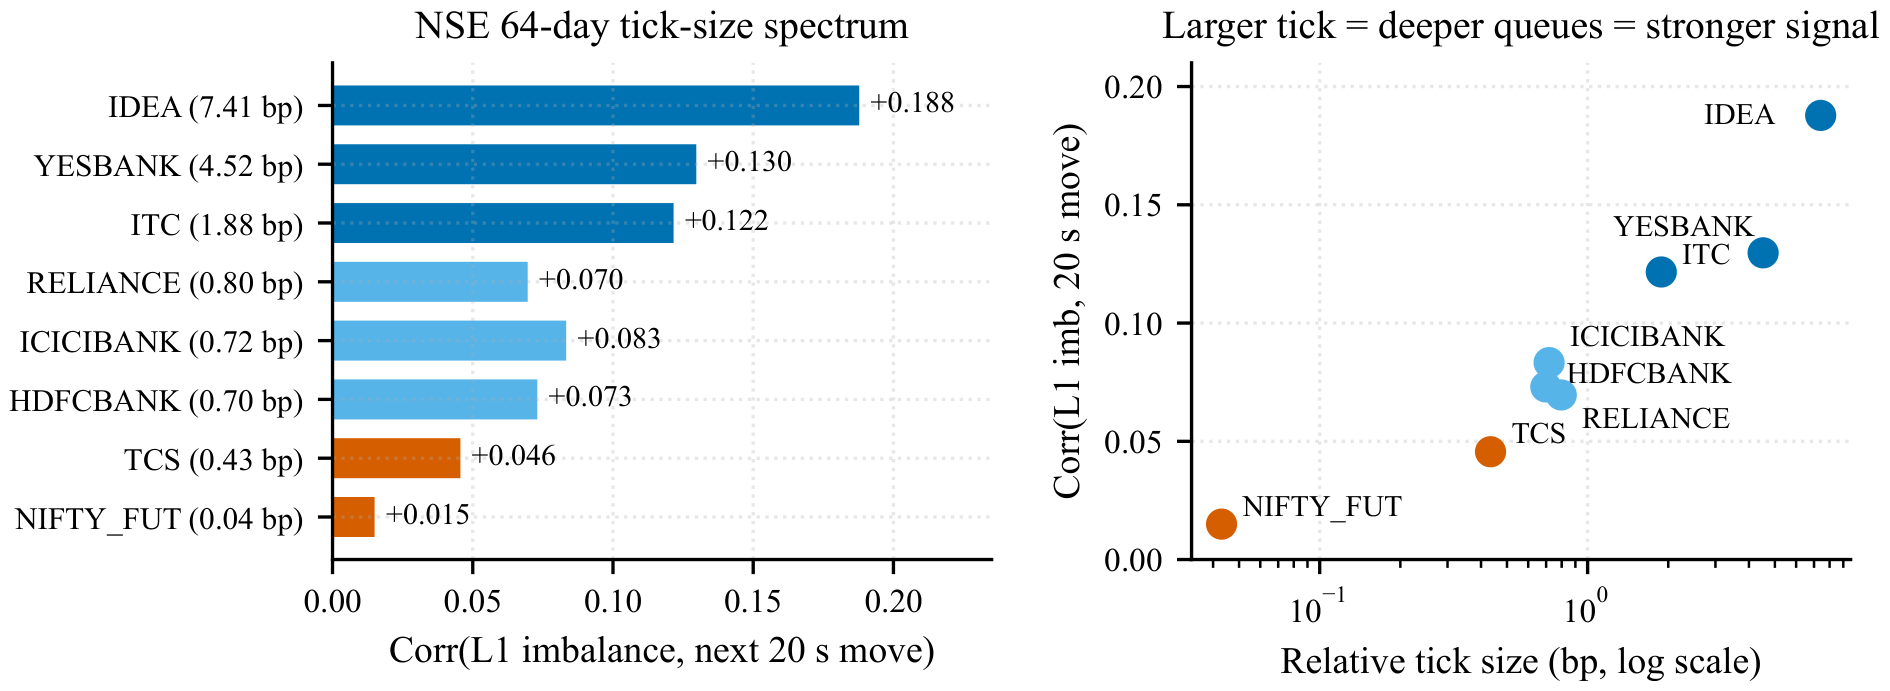 NSE 64-day tick-size spectrum
IDEA (7.41 bp)
+0.188
YESBANK (4.52 bp)
+0.130
ITC (1.88 bp)
+0.122
RELIANCE (0.80 bp)
+0.070
ICICIBANK (0.72 bp)
+0.083
HDFCBANK (0.70 bp)
+0.073
TCS (0.43 bp)
+0.046
NIFTY_FUT (0.04 bp)
+0.015
0.00 0.05 0.10 0.15 0.20
Corr(L1 imbalance, next 20 s move)
Larger tick = deeper queues = stronger signal
Corr(L1 imb, 20 s move)
0.20
0.15
0.10
0.05
0.00
IDEA
YESBANK
ITC
ICICIBANK
HDFCBANK
RELIANCE
TCS
NIFTY_FUT
10⁻¹ 10⁰
Relative tick size (bp, log scale)